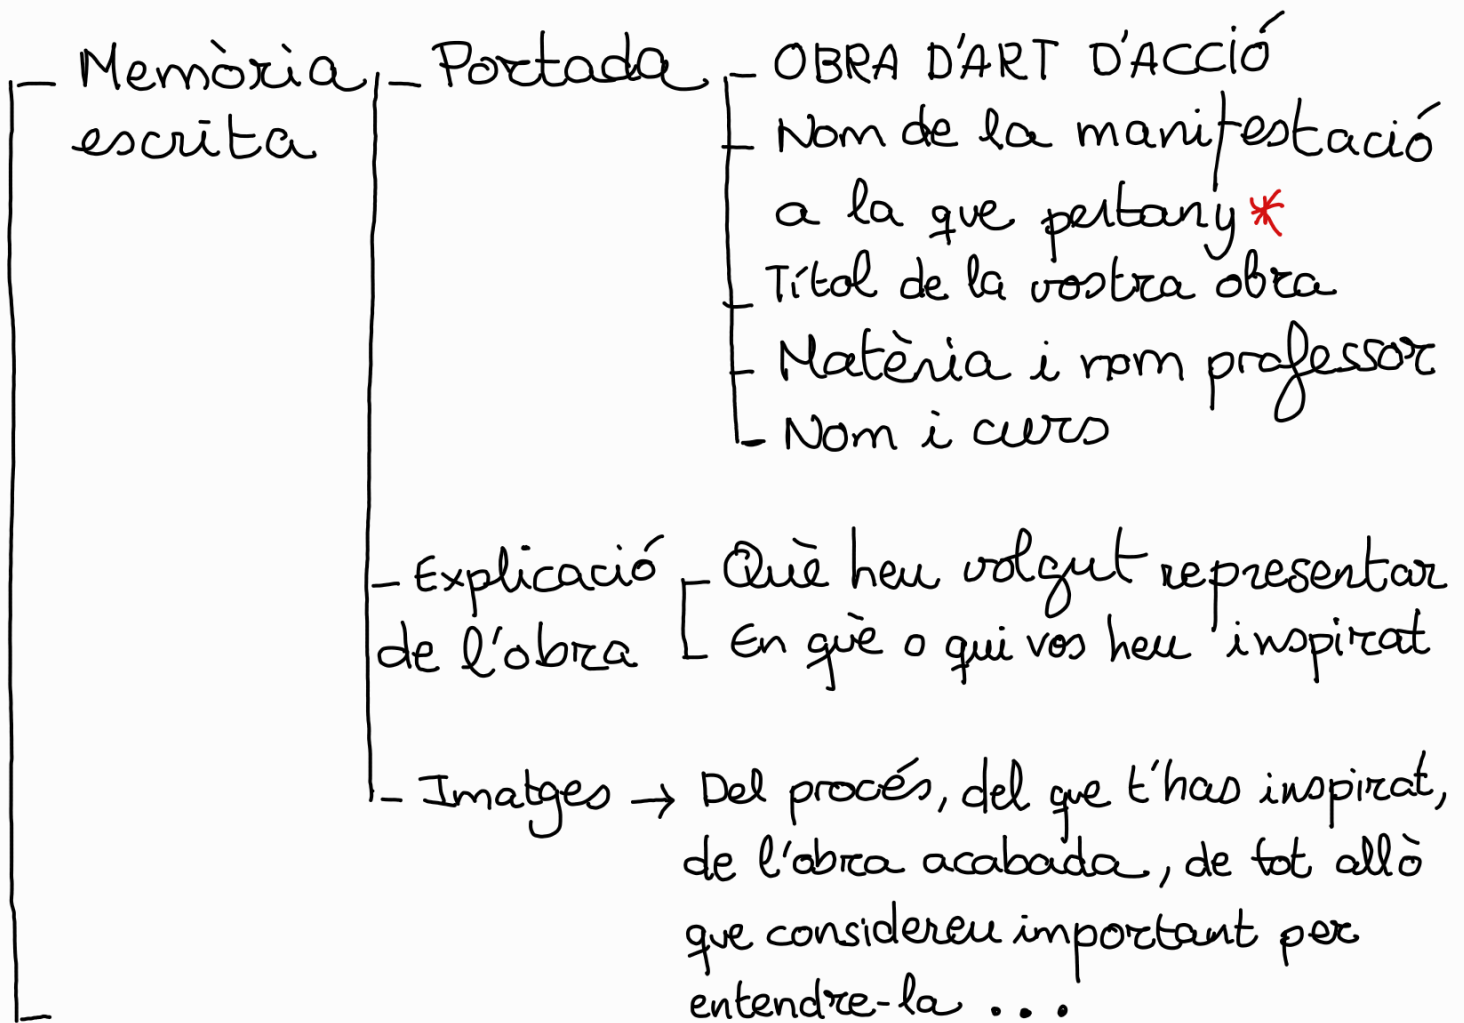 - Memòria
escrita
- Portada
- OBRA D'ART D'ACCIÓ
- Nom de la manifestació
a la que pertany *
- Títol de la vostra obra
- Matèria i nom professor
- Nom i curs
- Explicació
de l'obra
- Què heu volgut representar
- En què o qui vos heu inspirat
- Imatges → Del procés, del que t'has inspirat,
de l'obra acabada, de tot allò
que considereu important per
entendre-la ...